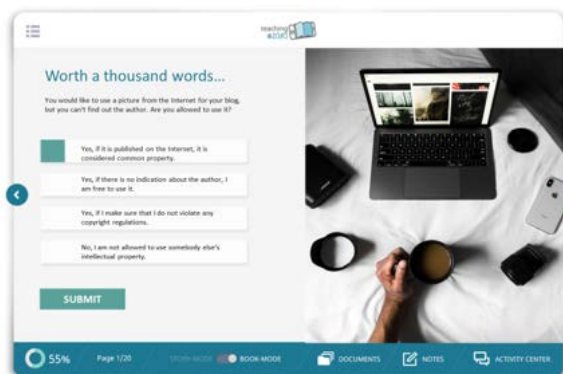 teaching
@2030
Worth a thousand words...
You would like to use a picture from the Internet for your blog,
but you can't find out the author. Are you allowed to use it?
Yes, if it is published on the Internet, it is
considered common property.
Yes, if there is no indication about the author, I
am free to use it.
Yes, if I make sure that I do not violate any
copyright regulations.
No, I am not allowed to use somebody else's
intellectual property.
SUBMIT
55%
Page 1/20
STORY-MODE
BOOK-MODE
DOCUMENTS
NOTES
ACTIVITY CENTER